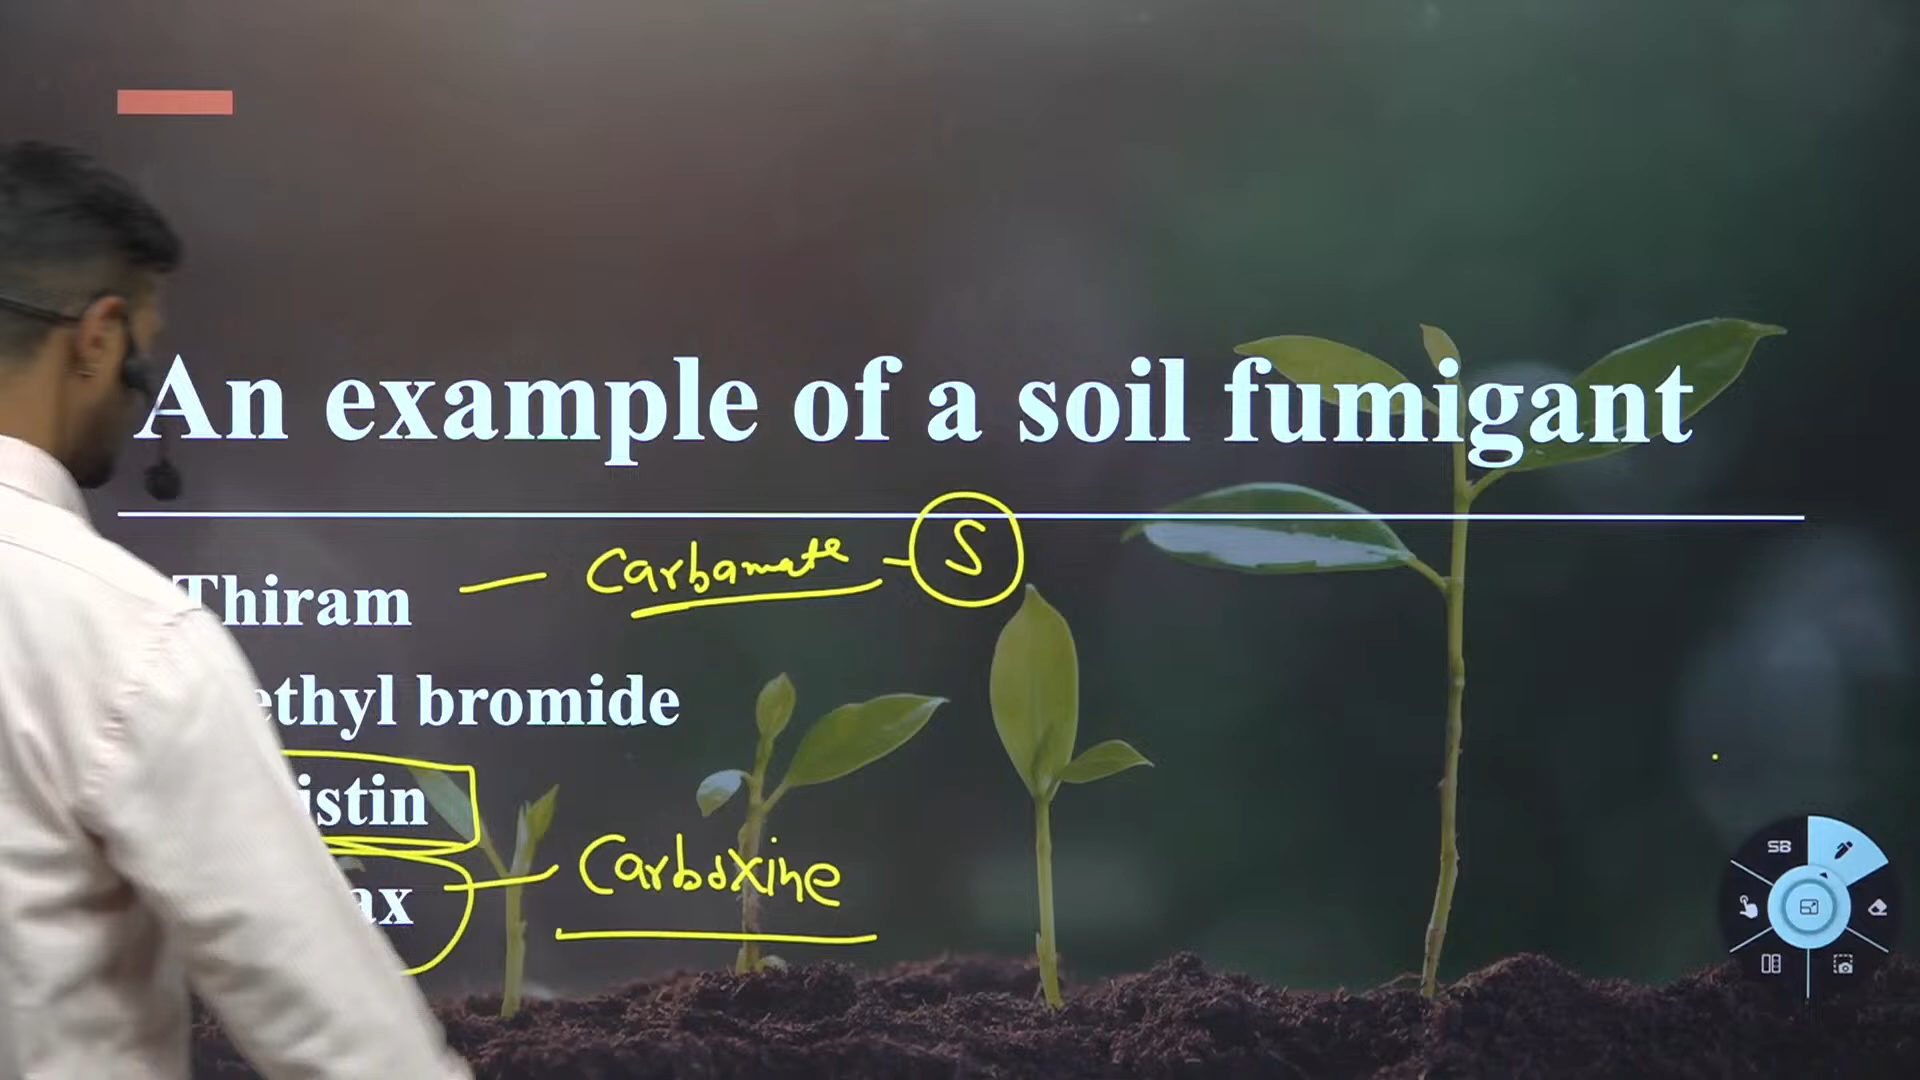 An example of a soil fumigant
Thiram — Carbamate - S
ethyl bromide
istin
ax — Carboxine
SB